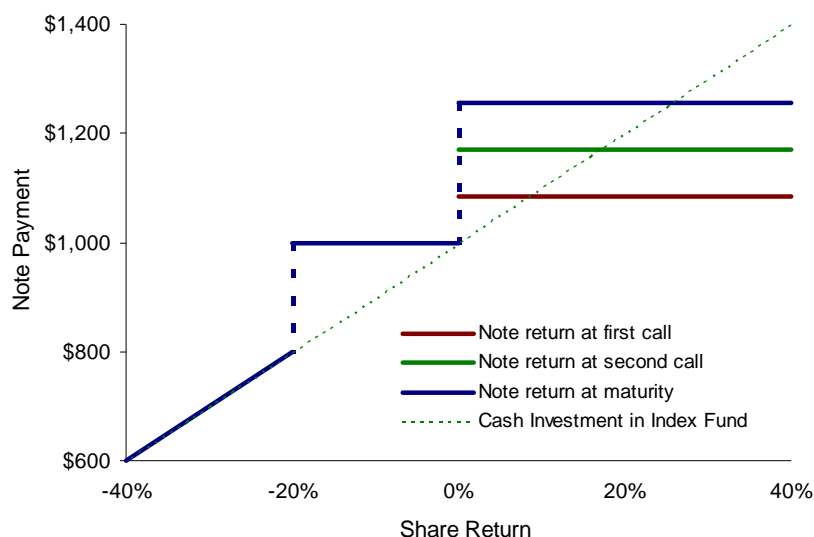 $1,400
$1,200
$1,000
$800
$600
Note Payment
Note return at first call
Note return at second call
Note return at maturity
Cash Investment in Index Fund
-40%
-20%
0%
20%
40%
Share Return